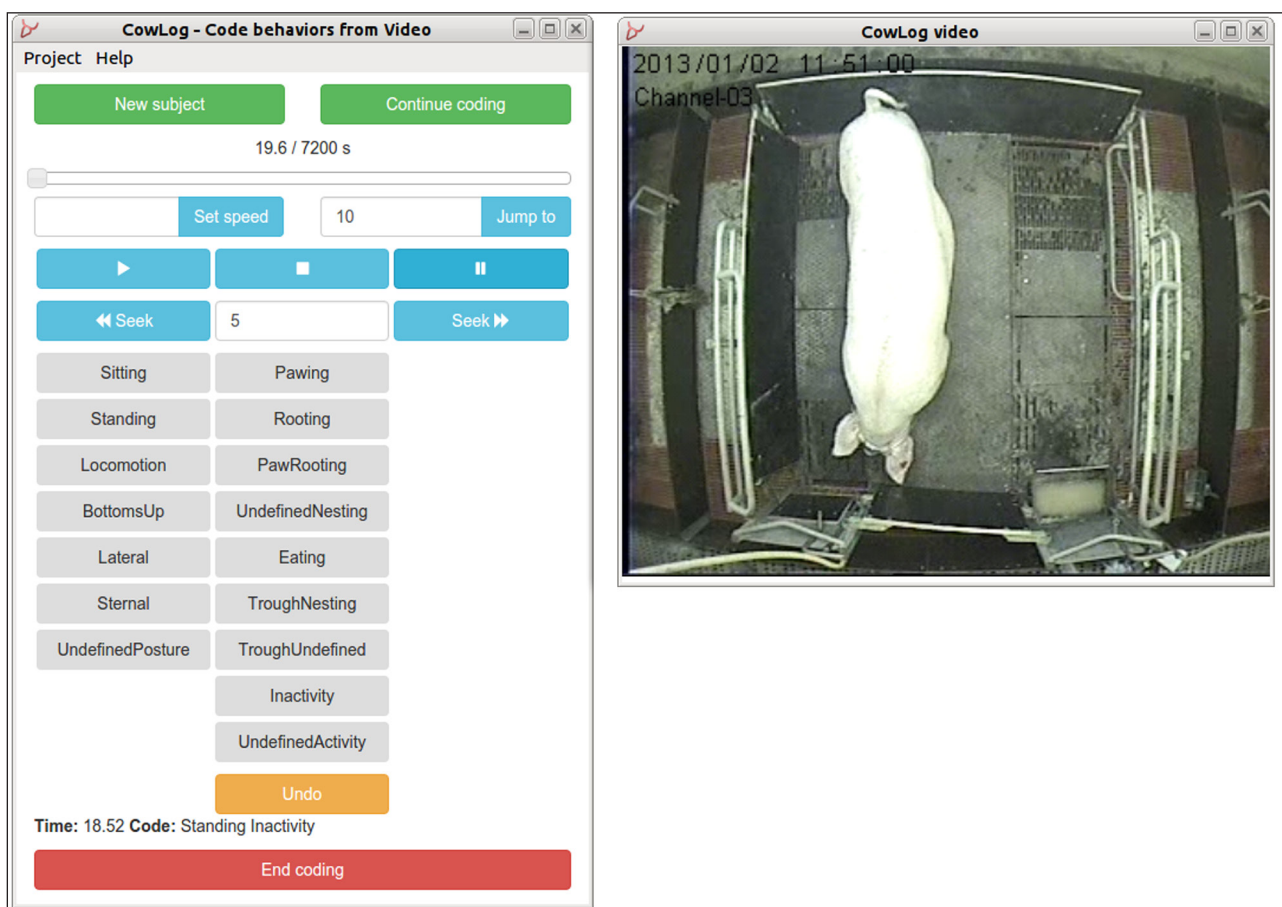 CowLog - Code behaviors from Video
Project Help
New subject Continue coding
19.6 / 7200 s
Set speed 10 Jump to
Seek 5 Seek
Sitting Pawing
Standing Rooting
Locomotion PawRooting
BottomsUp UndefinedNesting
Lateral Eating
Sternal TroughNesting
UndefinedPosture TroughUndefined
Inactivity
UndefinedActivity
Undo
Time: 18.52 Code: Standing Inactivity
End coding
CowLog video
2013/01/02 11:51:00
Channel-03